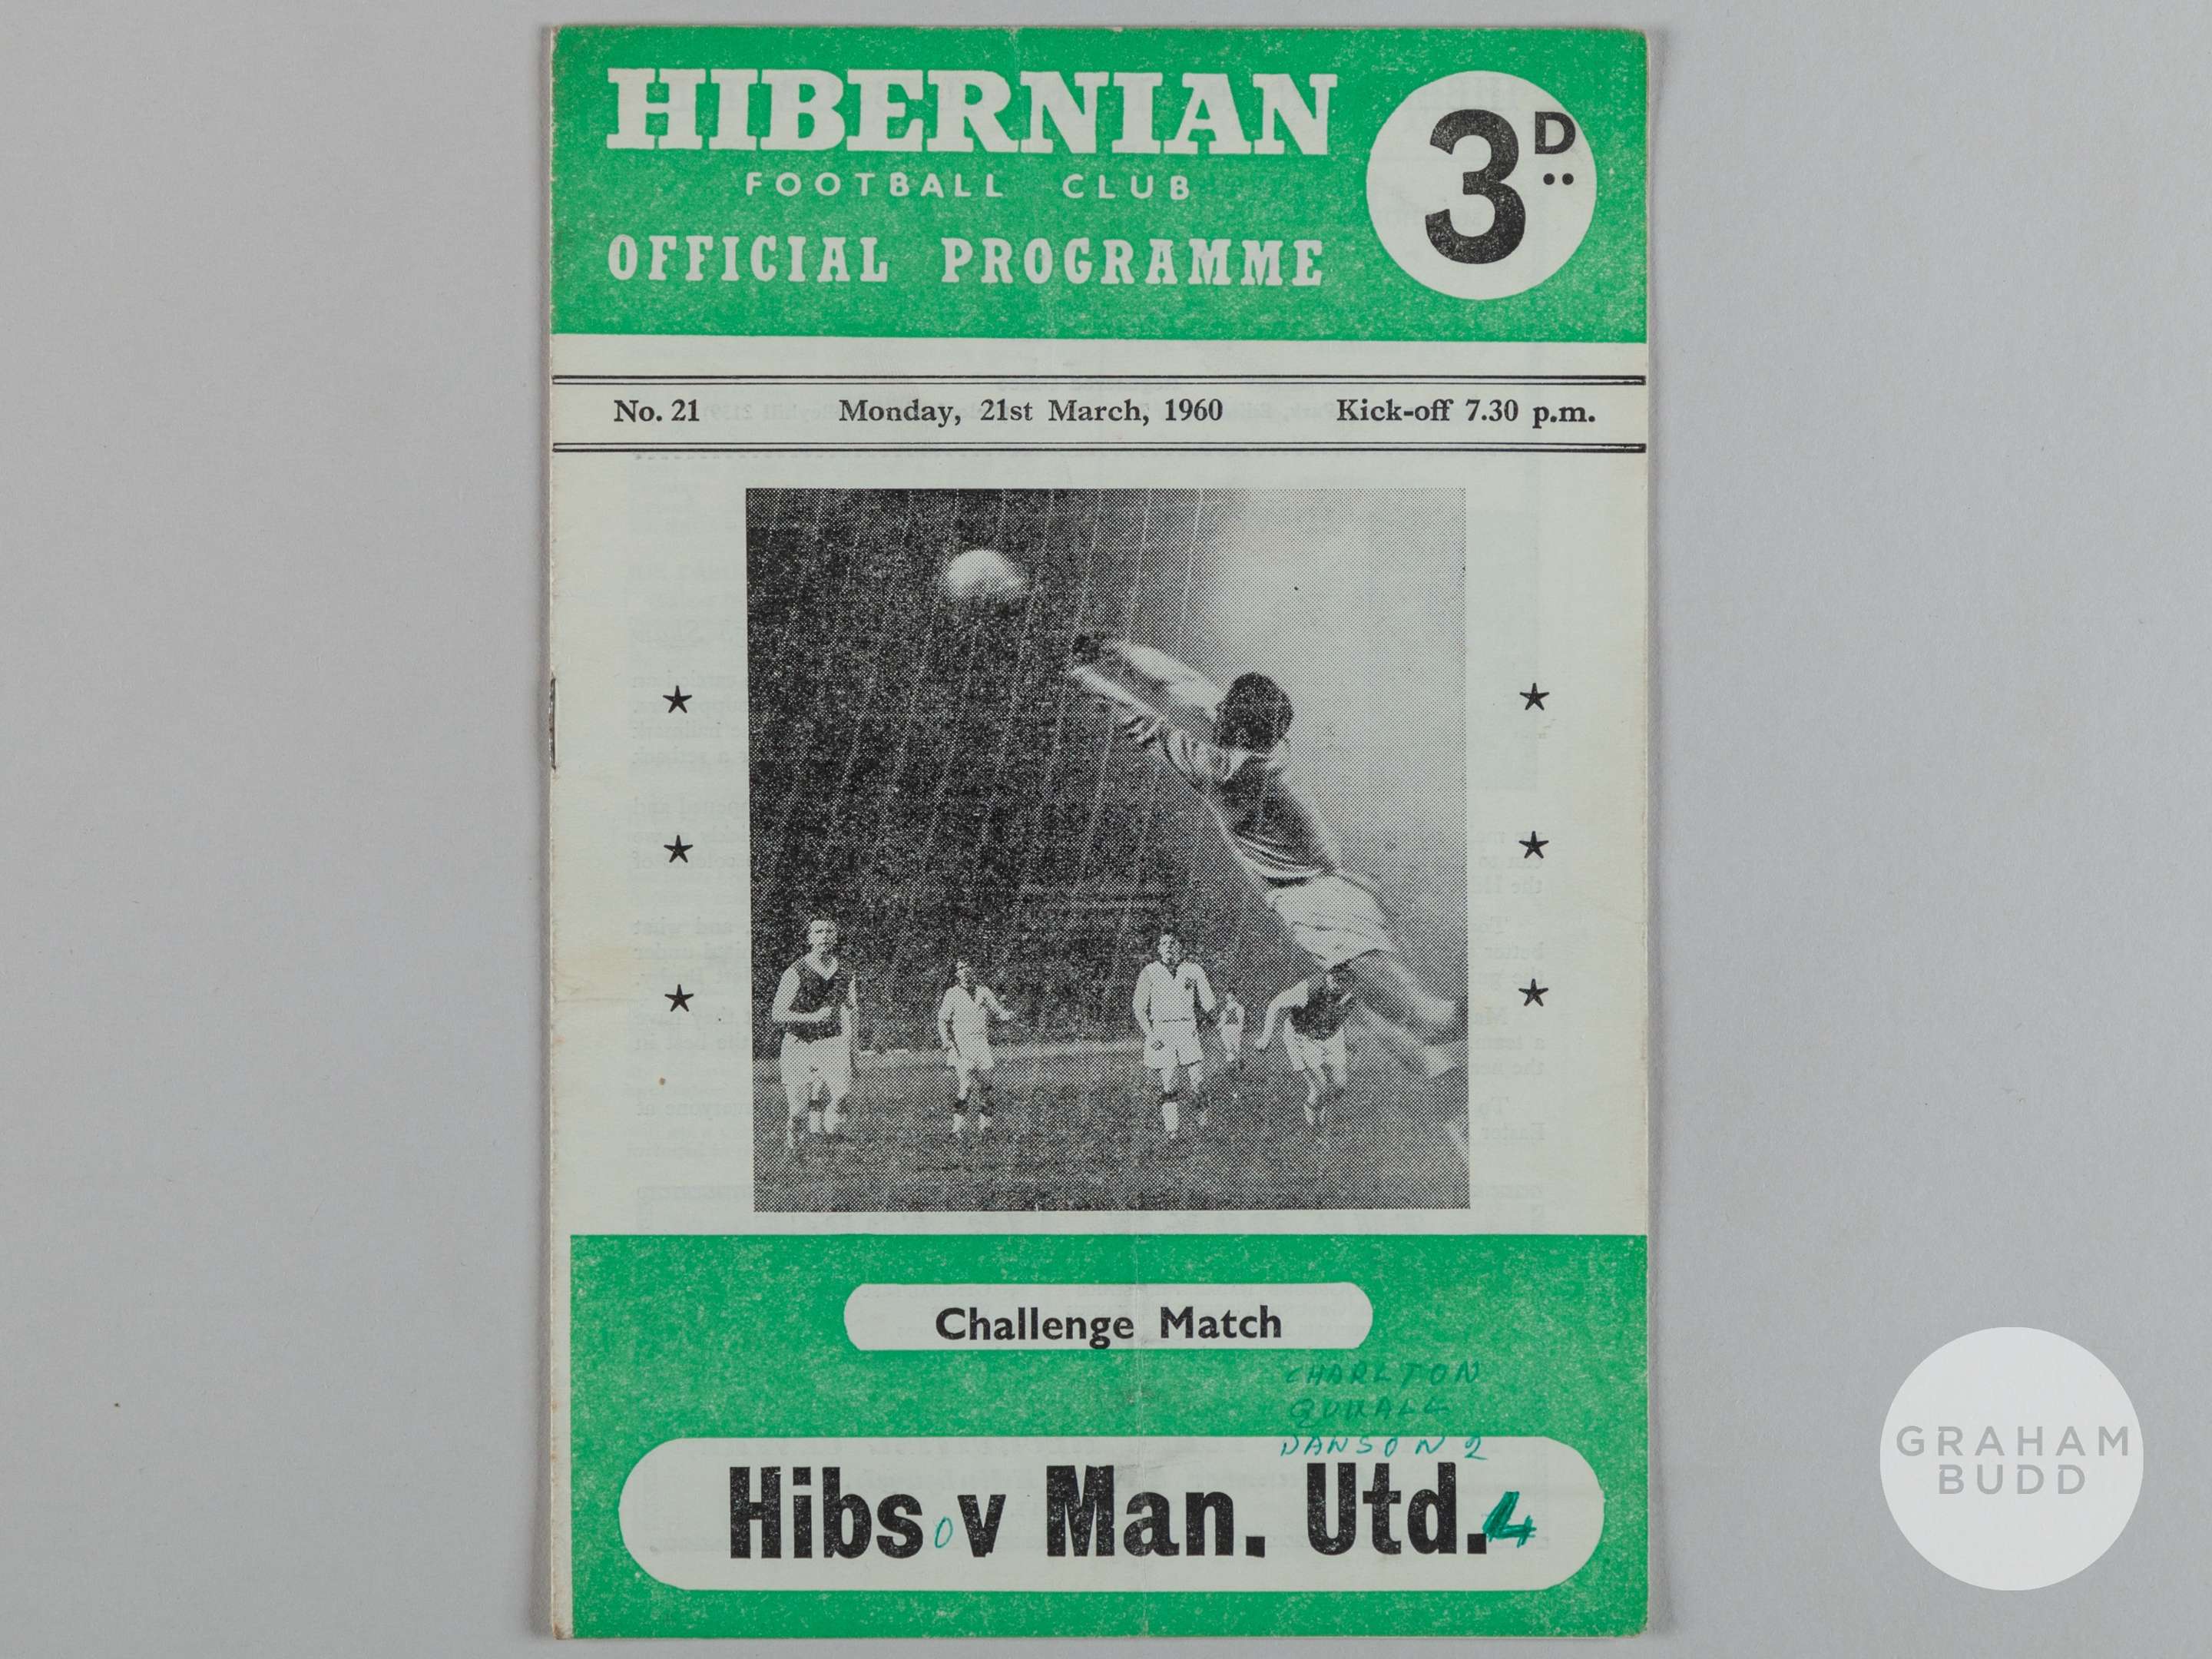 HIBERNIAN
FOOTBALL CLUB
OFFICIAL PROGRAMME
3D
No. 21 Monday, 21st March, 1960 Kick-off 7.30 p.m.
Challenge Match
CHARLTON
DAWSON 2
Hibs 0 v Man. Utd. 4
GRAHAM
BUDD